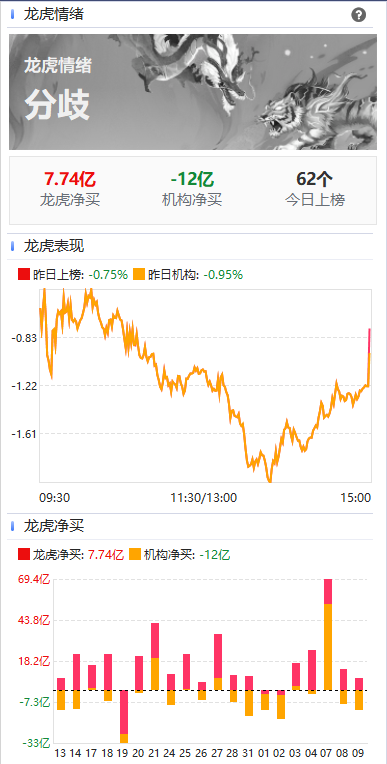 龙虎情绪 ?
龙虎情绪
分歧
7.74亿 -12亿 62个
龙虎净买 机构净买 今日上榜
龙虎表现
昨日上榜: -0.75% 昨日机构: -0.95%
-0.83
-1.22
-1.61
09:30 11:30/13:00 15:00
龙虎净买
龙虎净买: 7.74亿 机构净买: -12亿
69.4亿
43.8亿
18.2亿
-7.3亿
-33亿
13 14 17 18 19 20 21 24 25 26 27 28 31 01 02 03 04 07 08 09